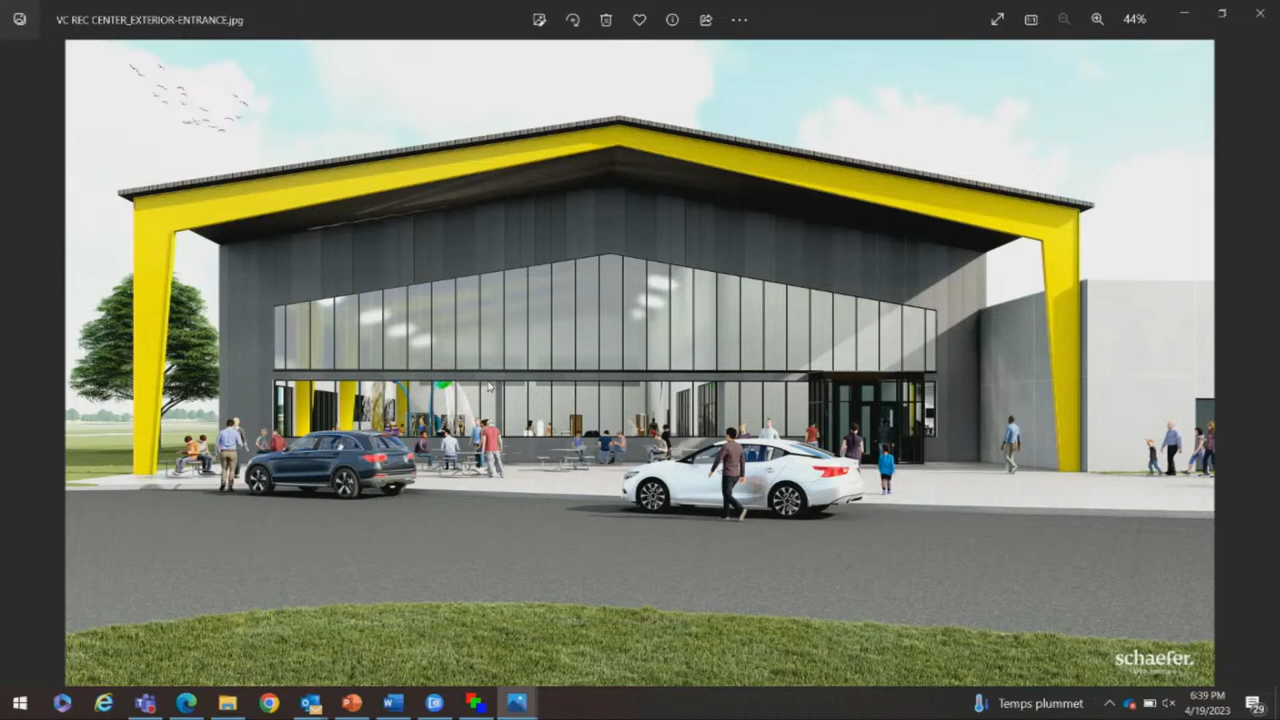 VC REC CENTER_EXTERIOR-ENTRANCE.jpg
44%
schaefer.
Temps plummet
6:39 PM
4/19/2023
29